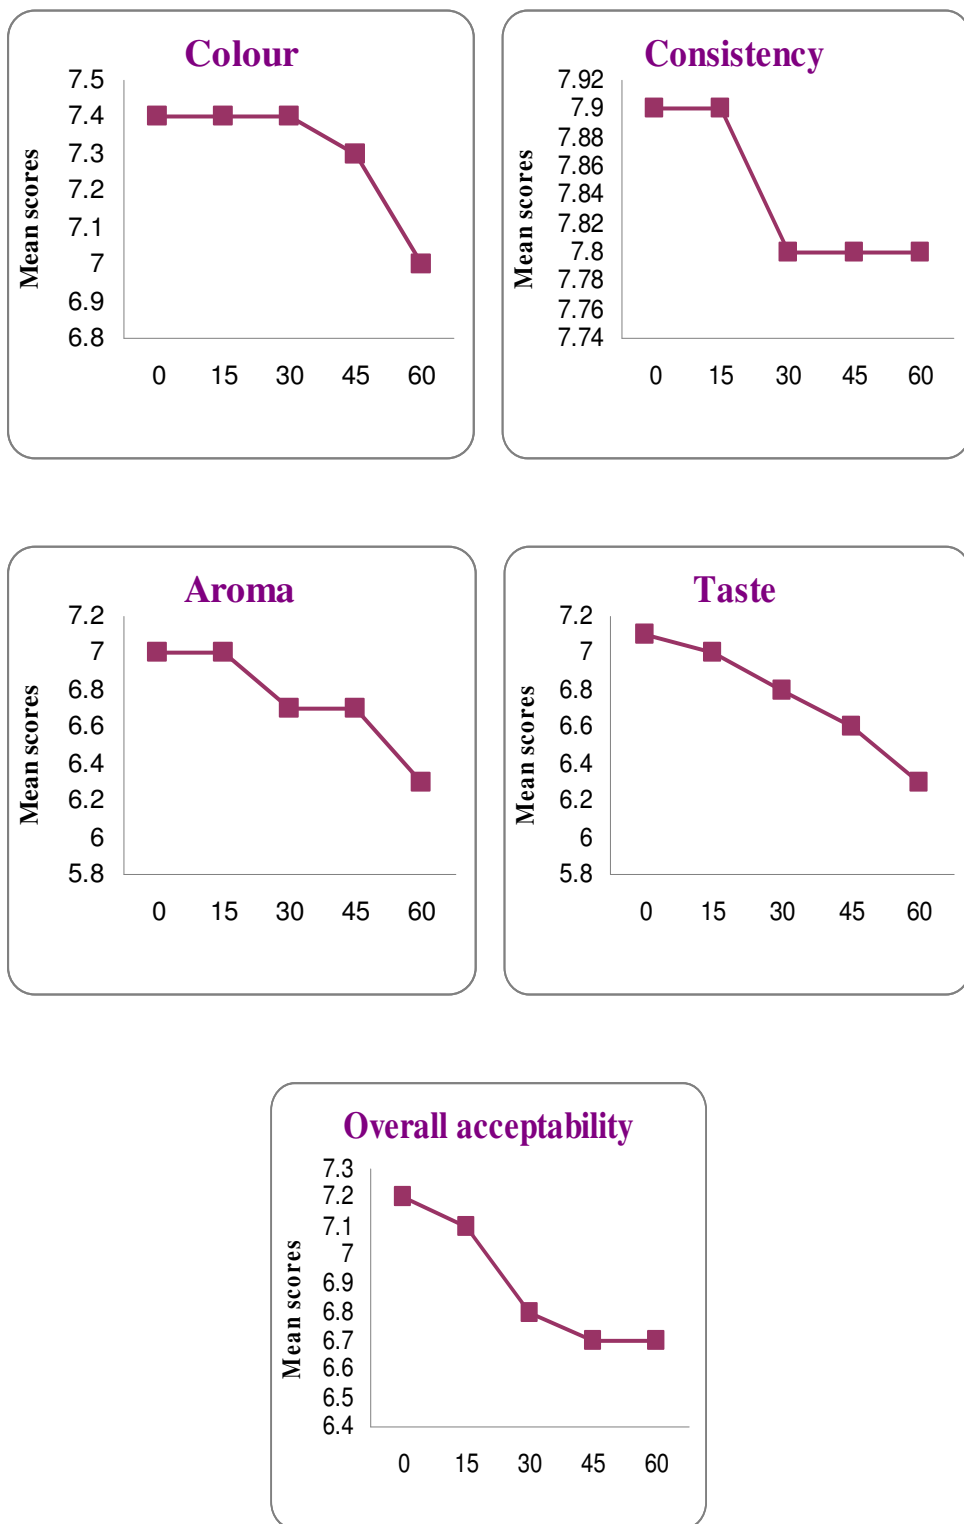 Colour
Mean scores
7.5
7.4
7.3
7.2
7.1
7
6.9
6.8
0 15 30 45 60
Consistency
Mean scores
7.92
7.9
7.88
7.86
7.84
7.82
7.8
7.78
7.76
7.74
0 15 30 45 60
Aroma
Mean scores
7.2
7
6.8
6.6
6.4
6.2
6
5.8
0 15 30 45 60
Taste
Mean scores
7.2
7
6.8
6.6
6.4
6.2
6
5.8
0 15 30 45 60
Overall acceptability
Mean scores
7.3
7.2
7.1
7
6.9
6.8
6.7
6.6
6.5
6.4
0 15 30 45 60